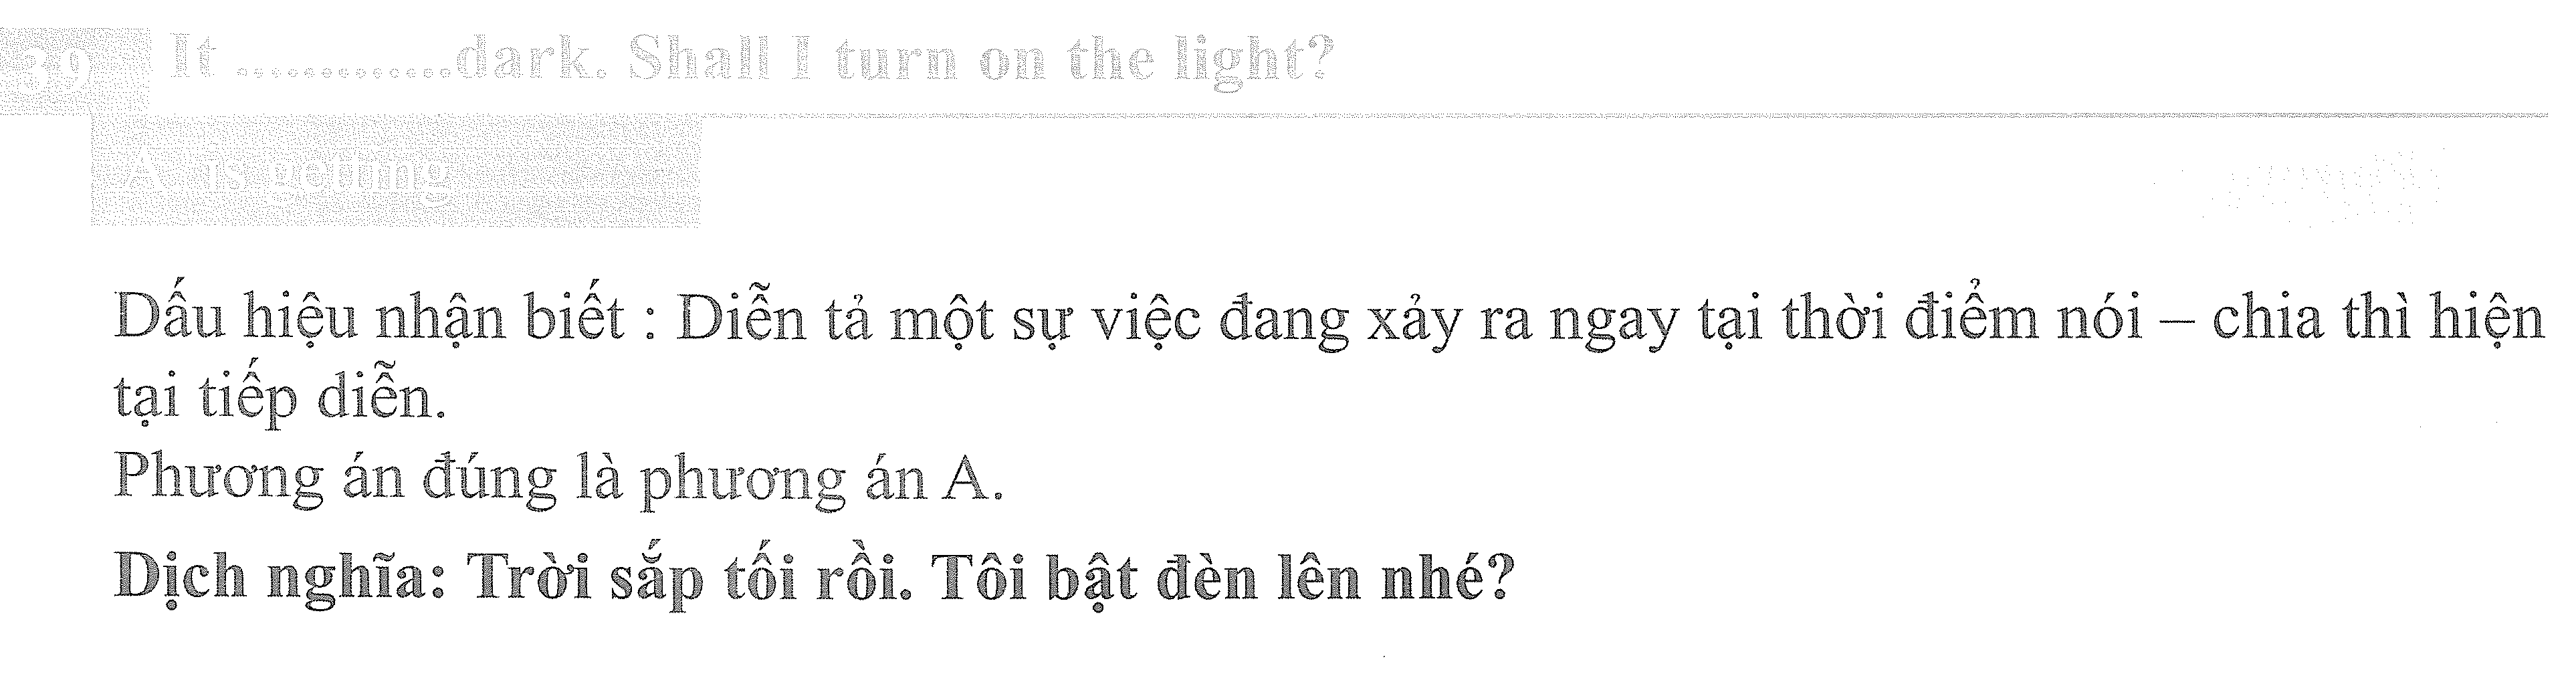 39 It ..............dark. Shall I turn on the light?
A. is getting
Dấu hiệu nhận biết : Diễn tả một sự việc đang xảy ra ngay tại thời điểm nói – chia thì hiện
tại tiếp diễn.
Phương án đúng là phương án A.
Dịch nghĩa: Trời sắp tối rồi. Tôi bật đèn lên nhé?